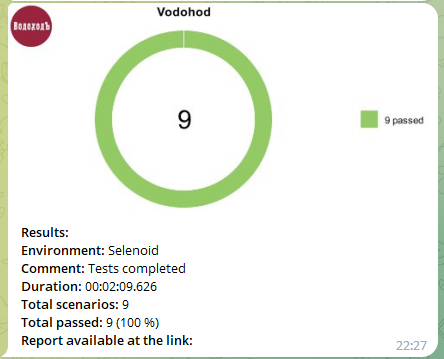 Vodohod
ВодоходЪ
9
9 passed
Results:
Environment: Selenoid
Comment: Tests completed
Duration: 00:02:09.626
Total scenarios: 9
Total passed: 9 (100 %)
Report available at the link:
22:27